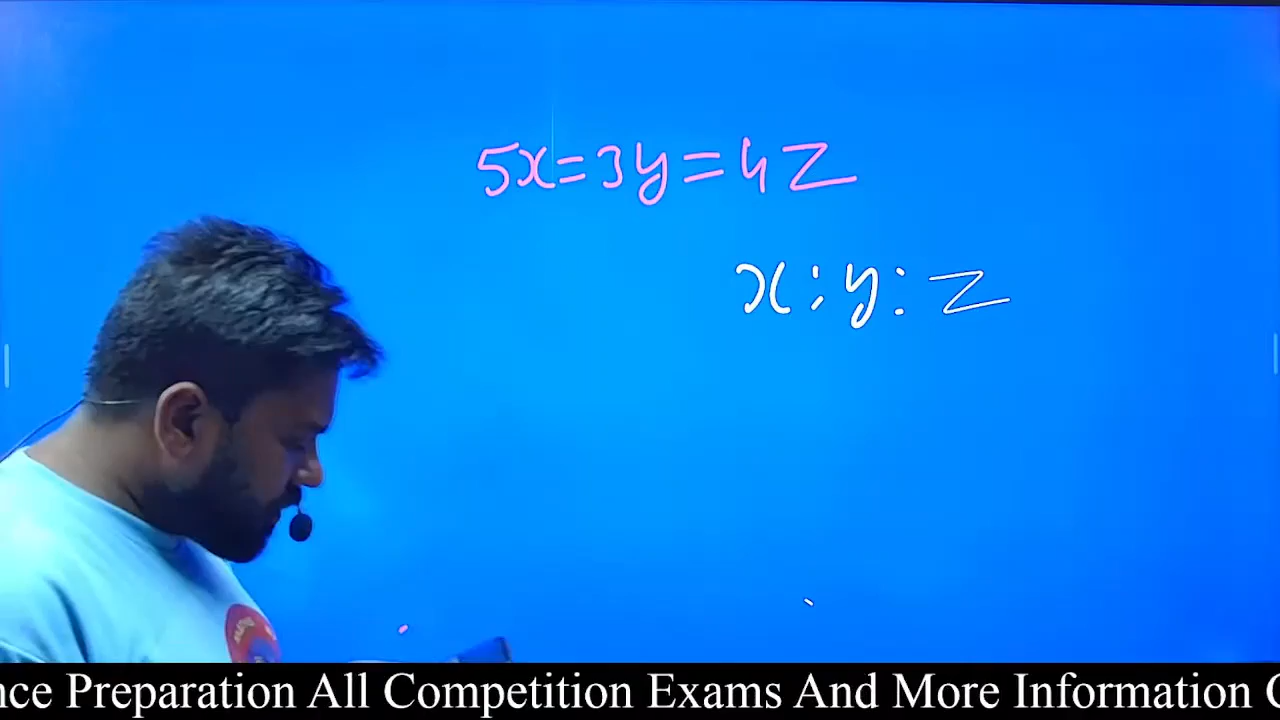 5x=3y=4z
x:y:z
nce Preparation All Competition Exams And More Information